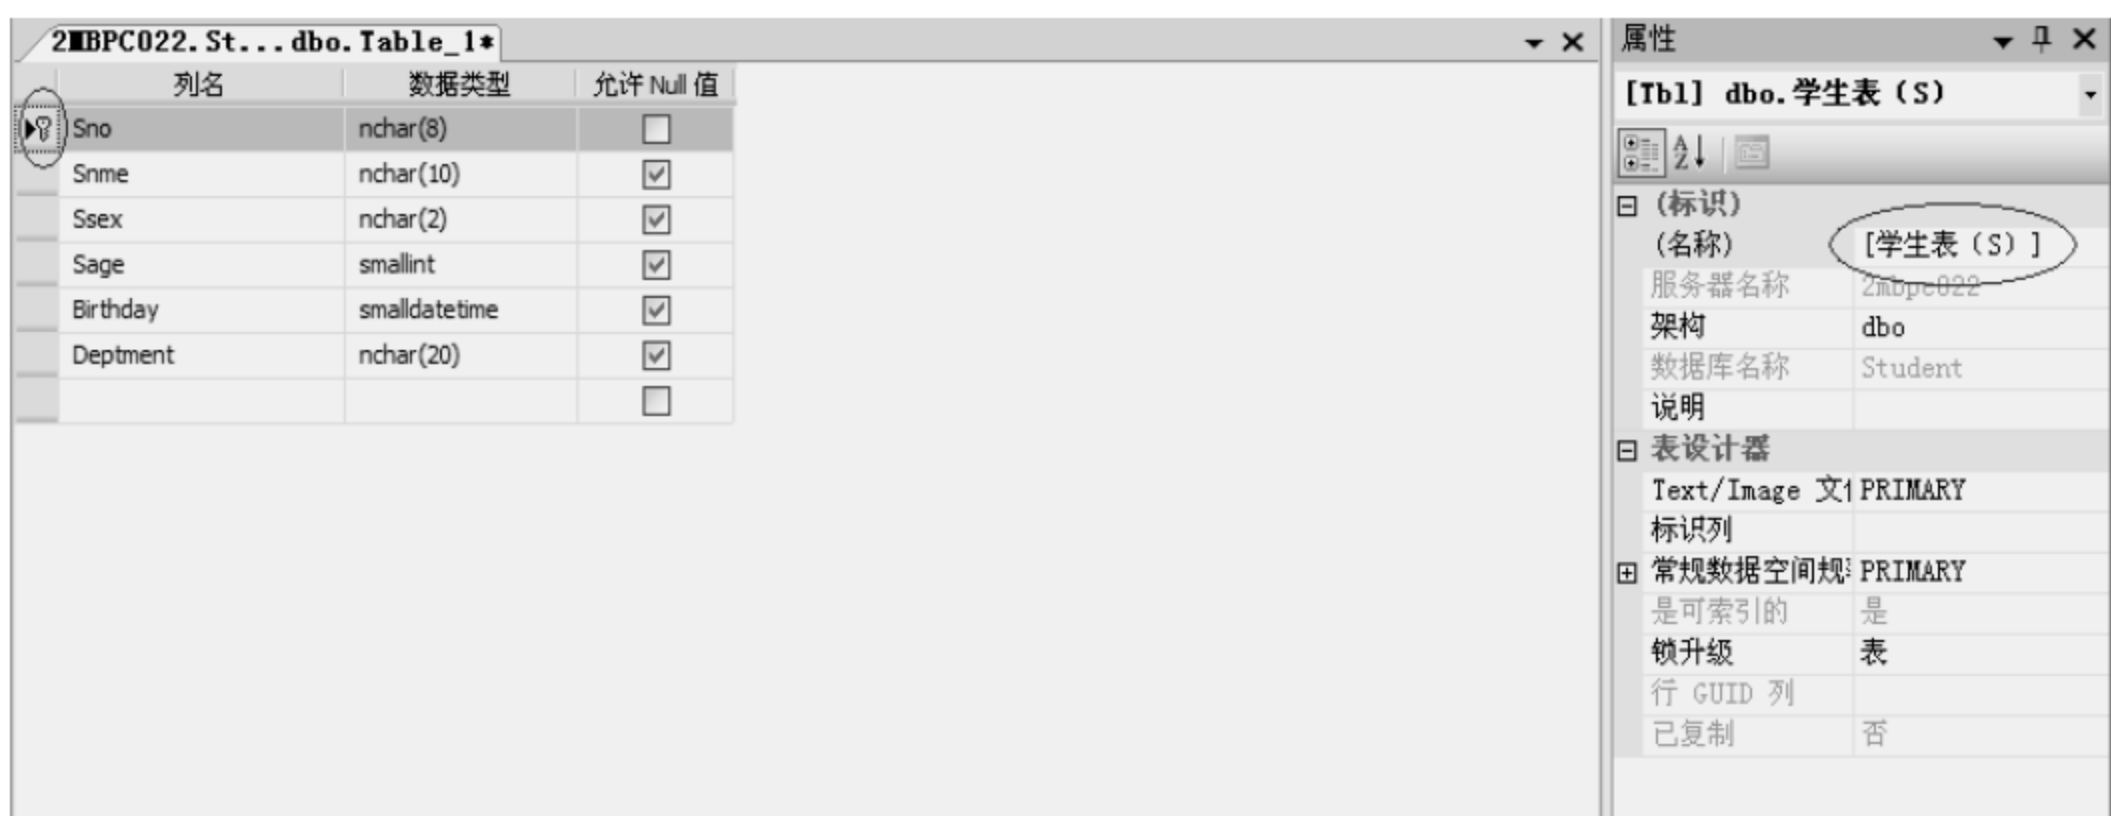 2MBPC022.St...dbo.Table_1*
列名 数据类型 允许 Null 值
Sno nchar(8)
Snme nchar(10)
Ssex nchar(2)
Sage smallint
Birthday smalldatetime
Deptment nchar(20)
属性
[Tbl] dbo.学生表（S）
(标识)
(名称) [学生表（S）]
服务器名称 2mbpc022
架构 dbo
数据库名称 Student
说明
表设计器
Text/Image 文 PRIMARY
标识列
常规数据空间规 PRIMARY
是可索引的 是
锁升级 表
行 GUID 列
已复制 否